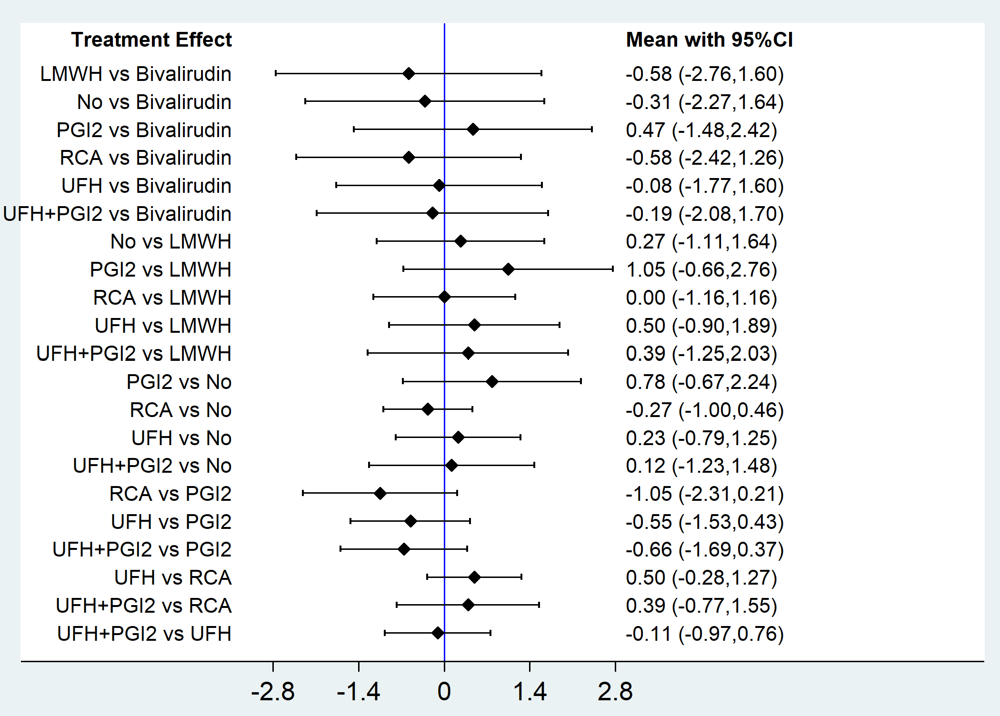 Treatment Effect Mean with 95%CI
LMWH vs Bivalirudin -0.58 (-2.76,1.60)
No vs Bivalirudin -0.31 (-2.27,1.64)
PGI2 vs Bivalirudin 0.47 (-1.48,2.42)
RCA vs Bivalirudin -0.58 (-2.42,1.26)
UFH vs Bivalirudin -0.08 (-1.77,1.60)
UFH+PGI2 vs Bivalirudin -0.19 (-2.08,1.70)
No vs LMWH 0.27 (-1.11,1.64)
PGI2 vs LMWH 1.05 (-0.66,2.76)
RCA vs LMWH 0.00 (-1.16,1.16)
UFH vs LMWH 0.50 (-0.90,1.89)
UFH+PGI2 vs LMWH 0.39 (-1.25,2.03)
PGI2 vs No 0.78 (-0.67,2.24)
RCA vs No -0.27 (-1.00,0.46)
UFH vs No 0.23 (-0.79,1.25)
UFH+PGI2 vs No 0.12 (-1.23,1.48)
RCA vs PGI2 -1.05 (-2.31,0.21)
UFH vs PGI2 -0.55 (-1.53,0.43)
UFH+PGI2 vs PGI2 -0.66 (-1.69,0.37)
UFH vs RCA 0.50 (-0.28,1.27)
UFH+PGI2 vs RCA 0.39 (-0.77,1.55)
UFH+PGI2 vs UFH -0.11 (-0.97,0.76)
-2.8 -1.4 0 1.4 2.8